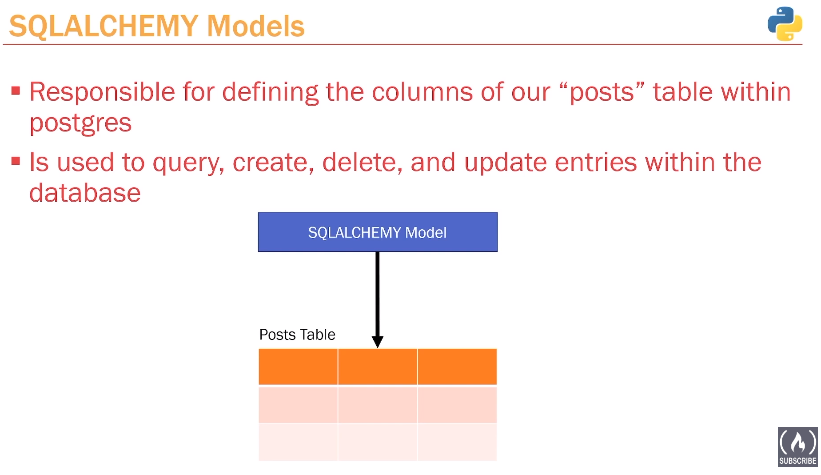 SQLALCHEMY Models
▪ Responsible for defining the columns of our “posts” table within
postgres
▪ Is used to query, create, delete, and update entries within the
database
SQLALCHEMY Model
Posts Table
SUBSCRIBE